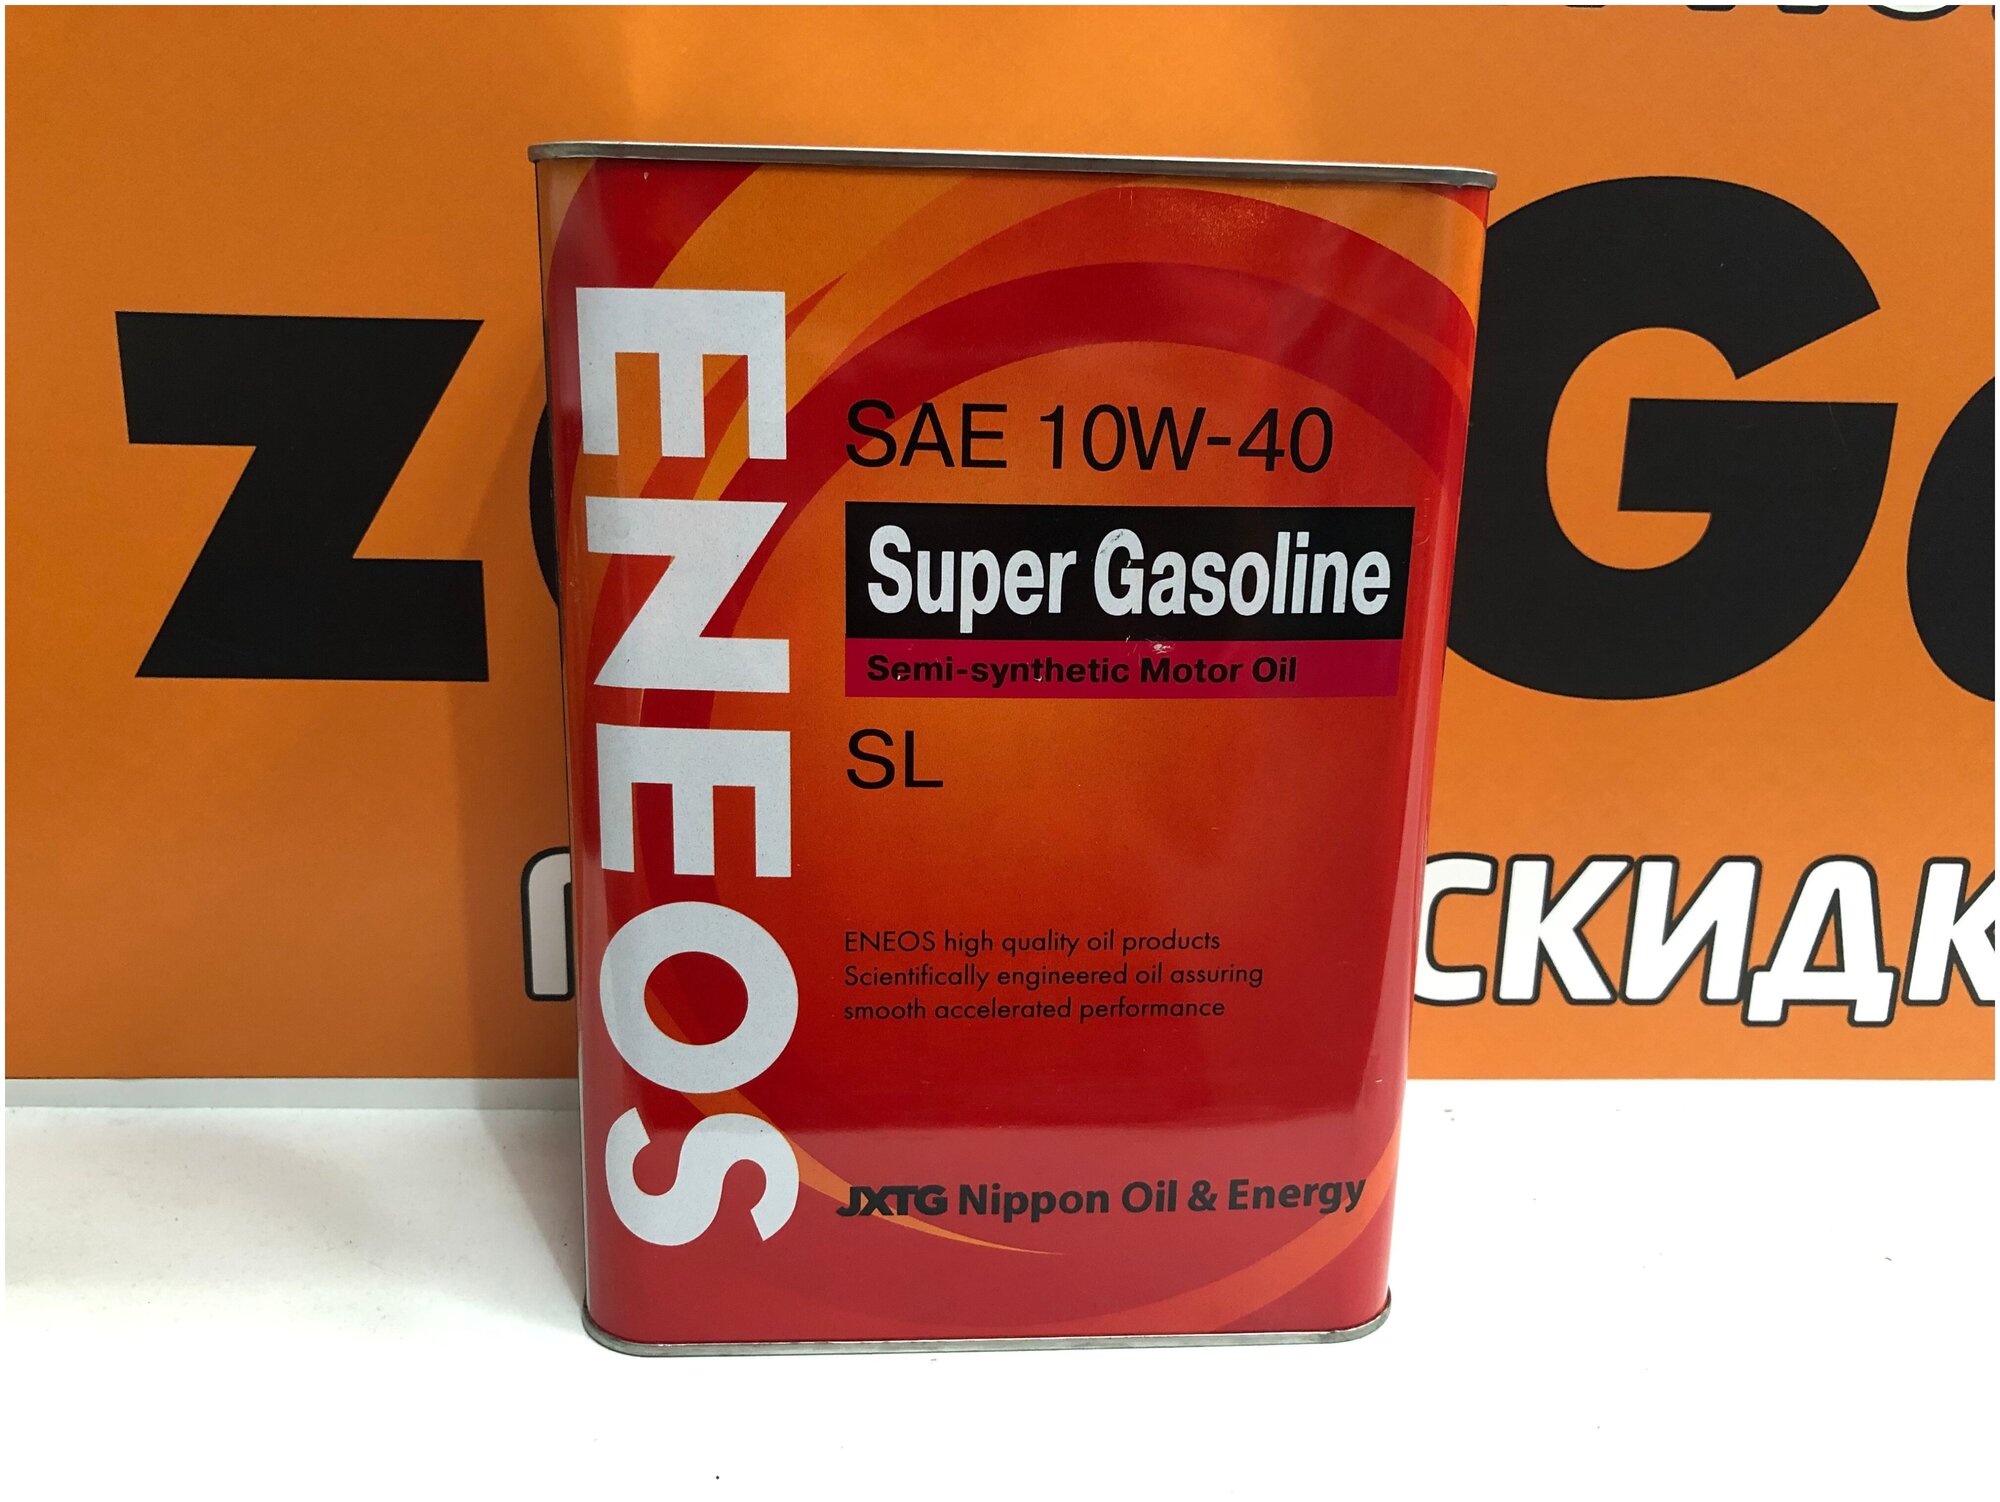 ENEOS
SAE 10W-40
Super Gasoline
Semi-synthetic Motor Oil
SL
ENEOS high quality oil products
Scientifically engineered oil assuring
smooth accelerated performance
JXTG Nippon Oil & Energy